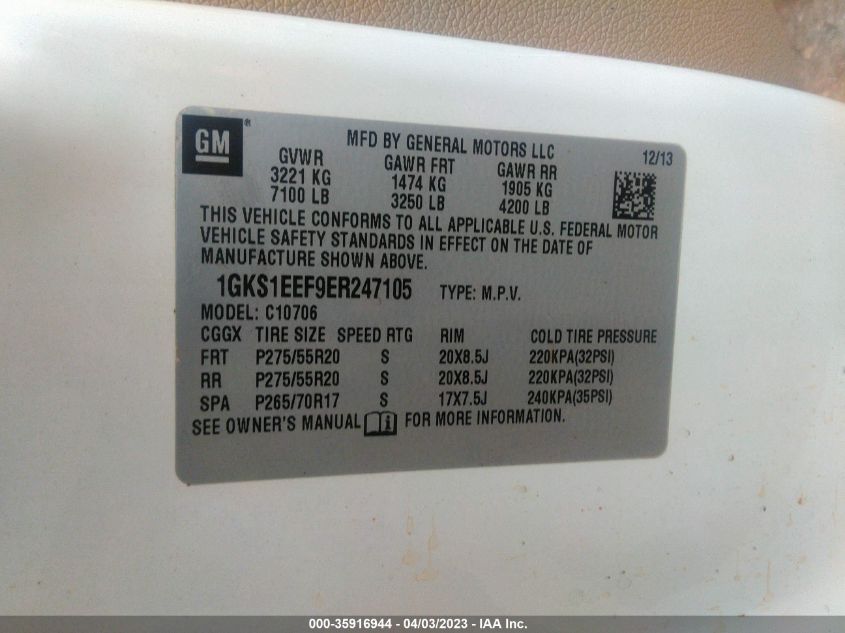 GM®
MFD BY GENERAL MOTORS LLC
12/13
GVWR GAWR FRT GAWR RR
3221 KG 1474 KG 1905 KG
7100 LB 3250 LB 4200 LB
THIS VEHICLE CONFORMS TO ALL APPLICABLE U.S. FEDERAL MOTOR
VEHICLE SAFETY STANDARDS IN EFFECT ON THE DATE OF
MANUFACTURE SHOWN ABOVE.
1GKS1EEF9ER247105 TYPE: M.P.V.
MODEL: C10706
CGGX TIRE SIZE SPEED RTG RIM COLD TIRE PRESSURE
FRT P275/55R20 S 20X8.5J 220KPA(32PSI)
RR P275/55R20 S 20X8.5J 220KPA(32PSI)
SPA P265/70R17 S 17X7.5J 240KPA(35PSI)
SEE OWNER'S MANUAL i FOR MORE INFORMATION.
000-35916944 - 04/03/2023 - IAA Inc.